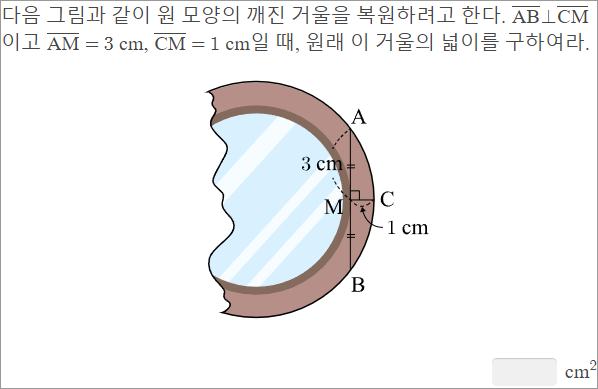 다음 그림과 같이 원 모양의 깨진 거울을 복원하려고 한다. AB⊥CM
이고 AM = 3 cm, CM = 1 cm일 때, 원래 이 거울의 넓이를 구하여라.
A
3 cm
M
C
1 cm
B
cm²